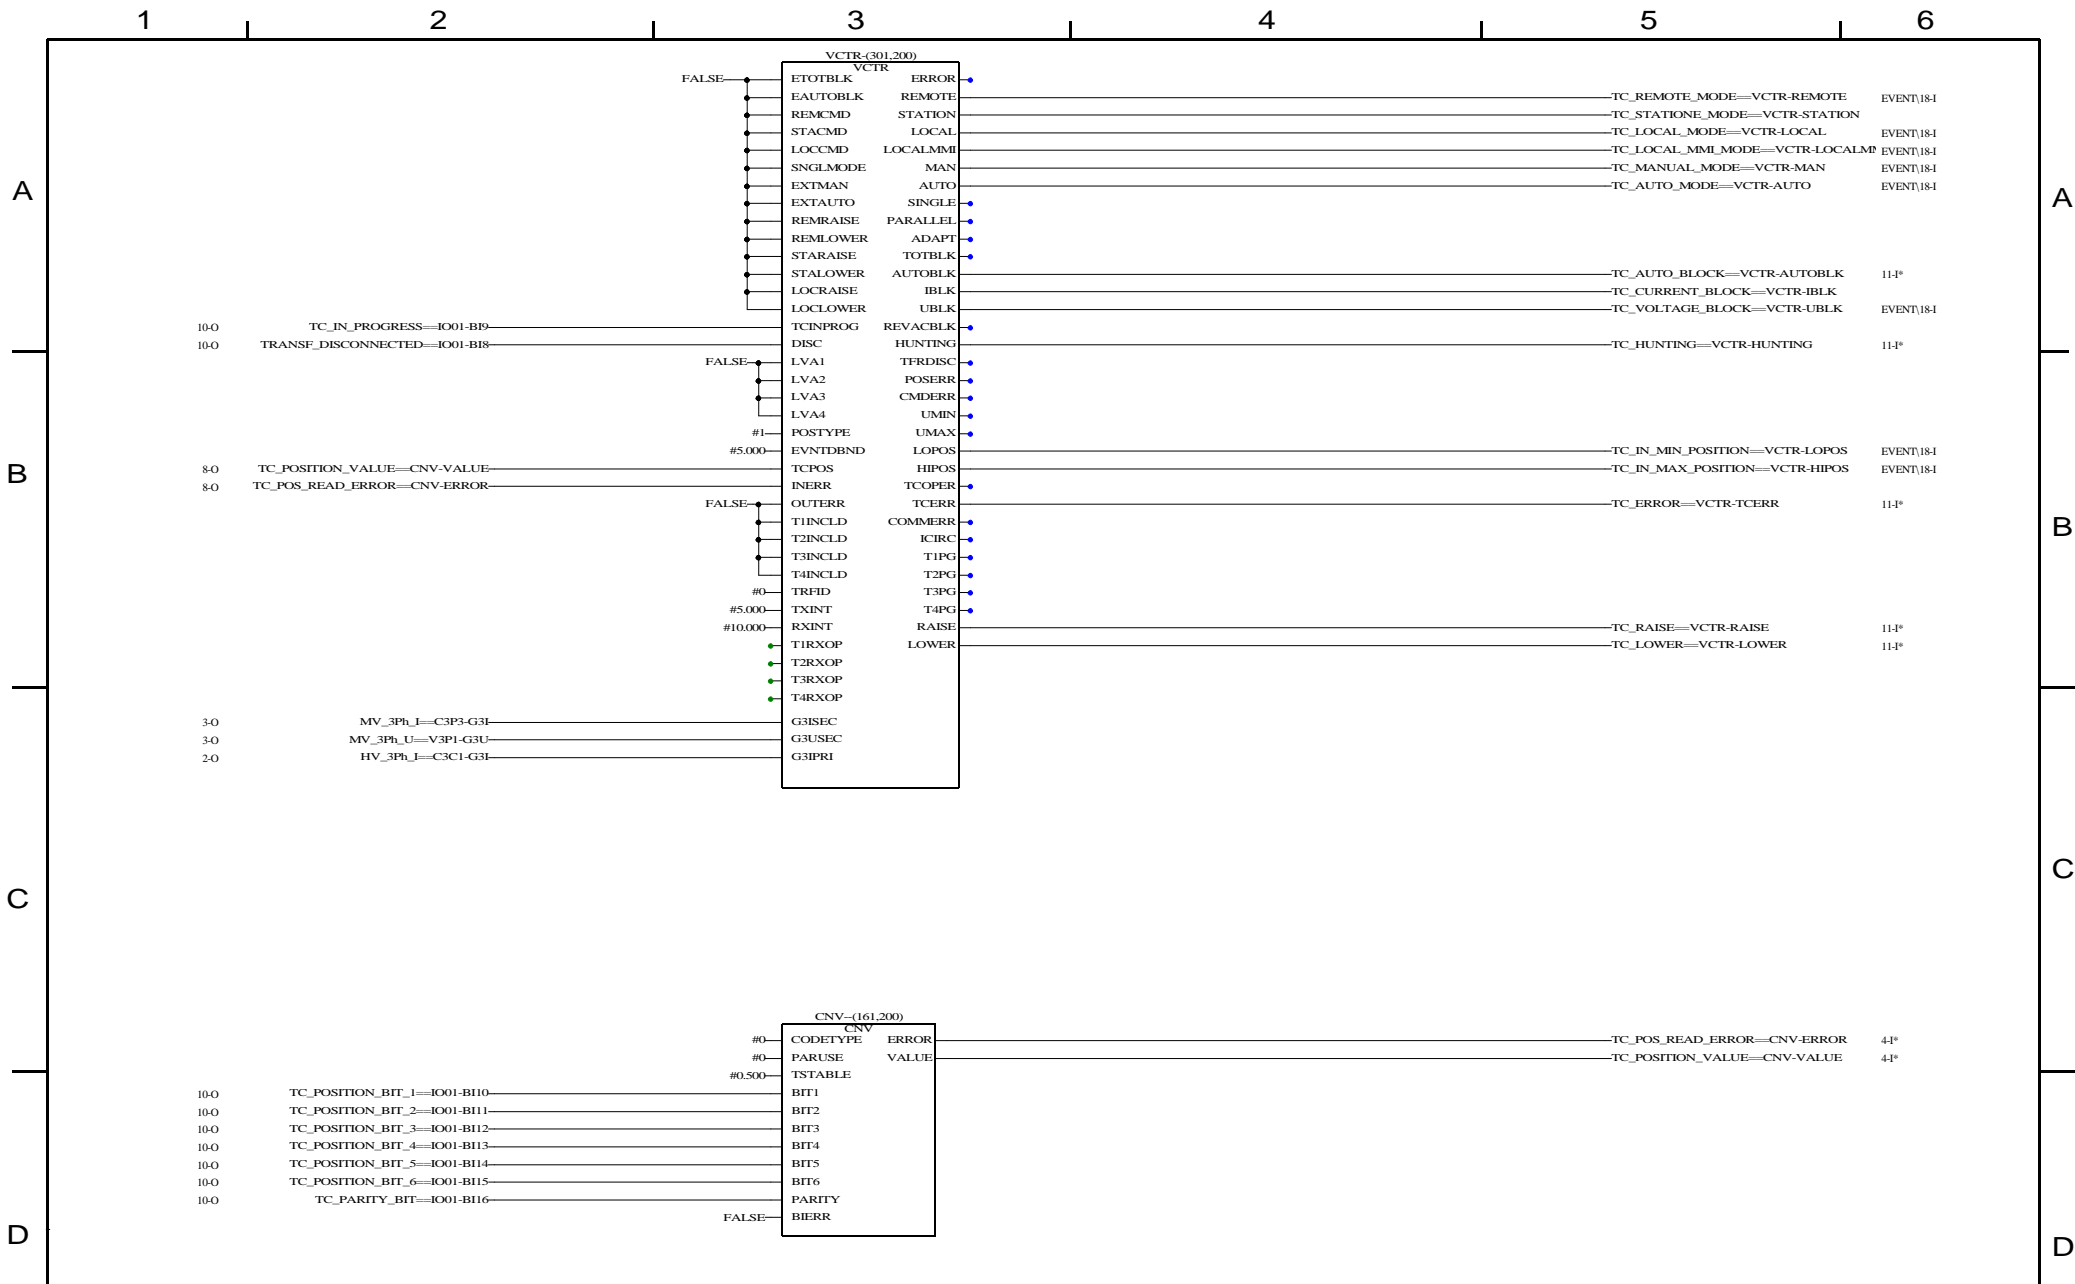 1 2 3 4 5 6
VCTR-(301,200)
VCTR
FALSE ETOTBLK ERROR
EAUTOBLK REMOTE TC_REMOTE_MODE==VCTR-REMOTE EVENT\18-I
REMCMD STATION TC_STATIONE_MODE==VCTR-STATION
STACMD LOCAL TC_LOCAL_MODE==VCTR-LOCAL EVENT\18-I
LOCCMD LOCALMMI TC_LOCAL_MMI_MODE==VCTR-LOCALMM EVENT\18-I
SNGLMODE MAN TC_MANUAL_MODE==VCTR-MAN EVENT\18-I
EXTMAN AUTO TC_AUTO_MODE==VCTR-AUTO EVENT\18-I
A A
EXTAUTO SINGLE
REMRAISE PARALLEL
REMLOWER ADAPT
STARAISE TOTBLK
STALOWER AUTOBLK TC_AUTO_BLOCK==VCTR-AUTOBLK 11-I*
LOCRAISE IBLK TC_CURRENT_BLOCK==VCTR-IBLK
LOCLOWER UBLK TC_VOLTAGE_BLOCK==VCTR-UBLK EVENT\18-I
10-O TC_IN_PROGRESS==IO01-BI9 TCINPROG REVACBLK
10-O TRANSF_DISCONNECTED==IO01-BI8 DISC HUNTING TC_HUNTING==VCTR-HUNTING 11-I*
FALSE LVA1 TFRDISC
LVA2 POSERR
LVA3 CMDERR
LVA4 UMIN
#1 POSTYPE UMAX
#5.000 EVNTDBND LOPOS TC_IN_MIN_POSITION==VCTR-LOPOS EVENT\18-I
B 8-O TC_POSITION_VALUE==CNV-VALUE TCPOS HIPOS TC_IN_MAX_POSITION==VCTR-HIPOS EVENT\18-I
8-O TC_POS_READ_ERROR==CNV-ERROR INERR TCOPER
FALSE OUTERR TCERR TC_ERROR==VCTR-TCERR 11-I*
T1INCLD COMMERR B
T2INCLD ICIRC
T3INCLD T1PG
T4INCLD T2PG
#0 TRFID T3PG
#5.000 TXINT T4PG
#10.000 RXINT RAISE TC_RAISE==VCTR-RAISE 11-I*
T1RXOP LOWER TC_LOWER==VCTR-LOWER 11-I*
T2RXOP
T3RXOP
T4RXOP
3-O MV_3Ph_I==C3P3-G3I G3ISEC
3-O MV_3Ph_U==V3P1-G3U G3USEC
2-O HV_3Ph_I==C3C1-G3I G3IPRI
C C
CNV--(161,200)
CNV
#0 CODETYPE ERROR TC_POS_READ_ERROR==CNV-ERROR 4-I*
#0 PARUSE VALUE TC_POSITION_VALUE==CNV-VALUE 4-I*
#0.500 TSTABLE
10-O TC_POSITION_BIT_1==IO01-BI10 BIT1
10-O TC_POSITION_BIT_2==IO01-BI11 BIT2
10-O TC_POSITION_BIT_3==IO01-BI12 BIT3
10-O TC_POSITION_BIT_4==IO01-BI13 BIT4
10-O TC_POSITION_BIT_5==IO01-BI14 BIT5
10-O TC_POSITION_BIT_6==IO01-BI15 BIT6
10-O TC_PARITY_BIT==IO01-BI16 PARITY
FALSE BIERR
D D